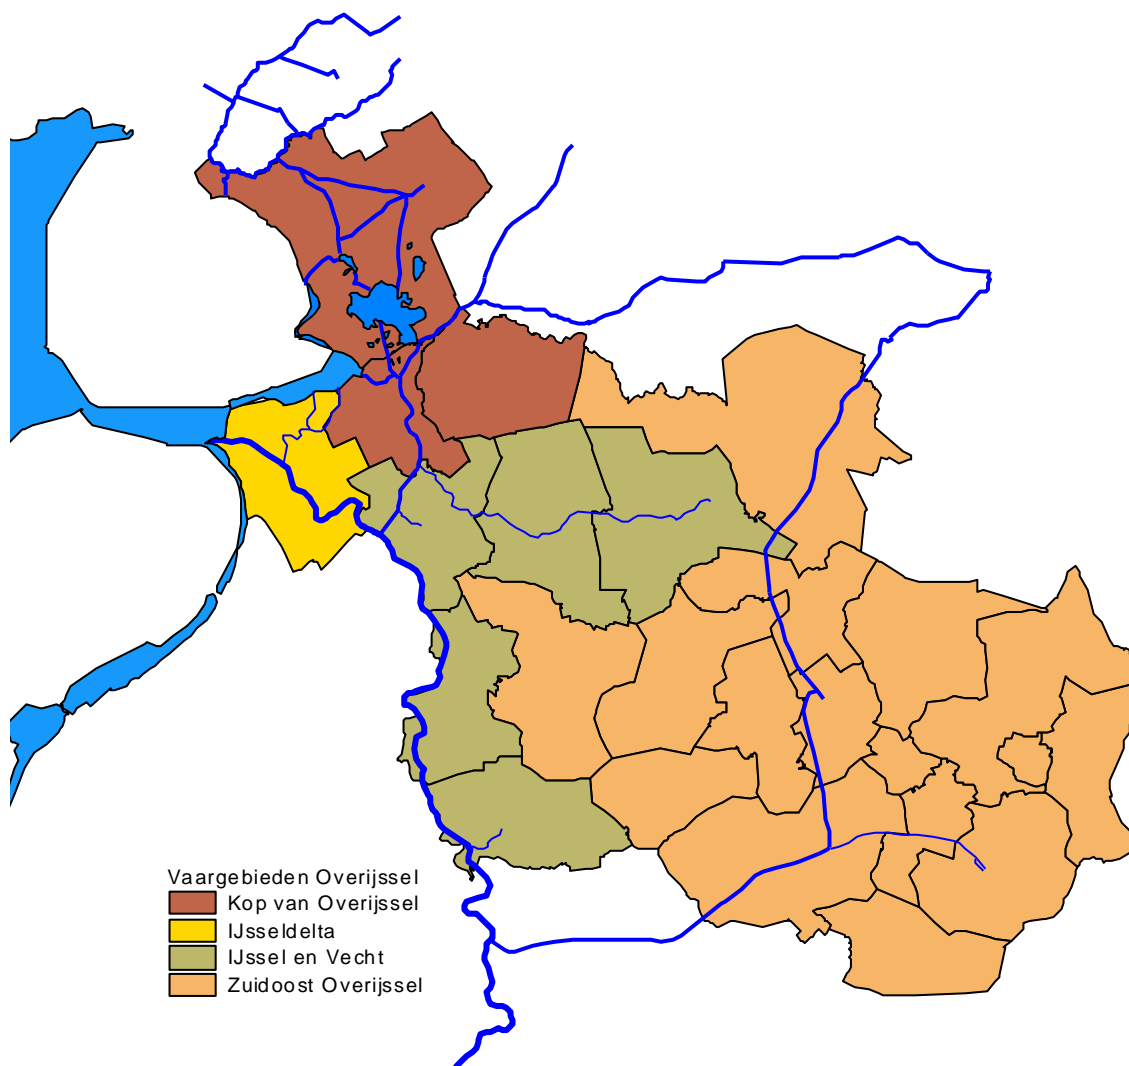 Vaargebieden Overijssel
Kop van Overijssel
IJsseldelta
IJssel en Vecht
Zuidoost Overijssel